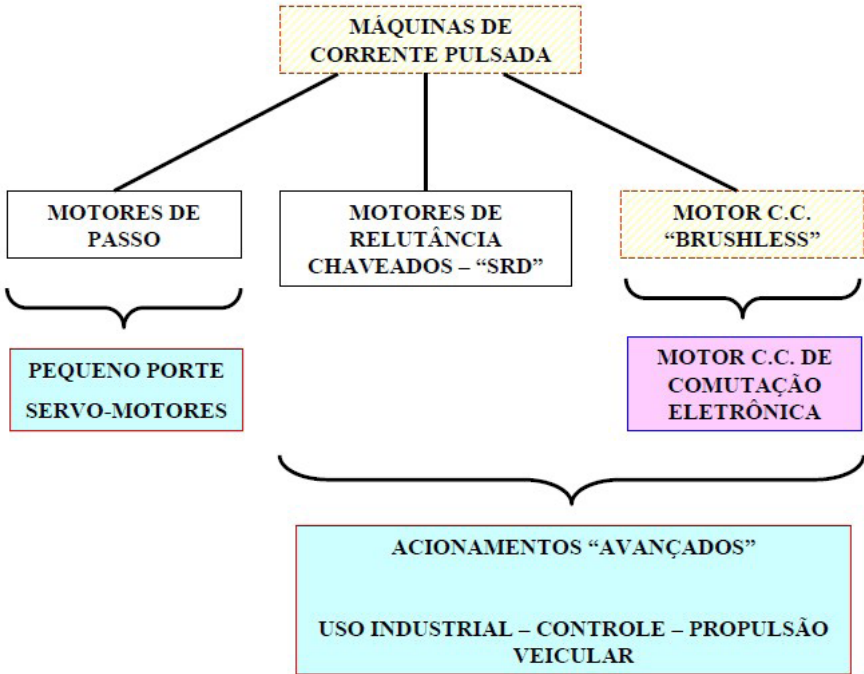 MÁQUINAS DE
CORRENTE PULSADA
MOTORES DE
PASSO
MOTORES DE
RELUTÂNCIA
CHAVEADOS – “SRD”
MOTOR C.C.
“BRUSHLESS”
PEQUENO PORTE
SERVO-MOTORES
MOTOR C.C. DE
COMUTAÇÃO
ELETRÔNICA
ACIONAMENTOS “AVANÇADOS”
USO INDUSTRIAL – CONTROLE – PROPULSÃO
VEICULAR